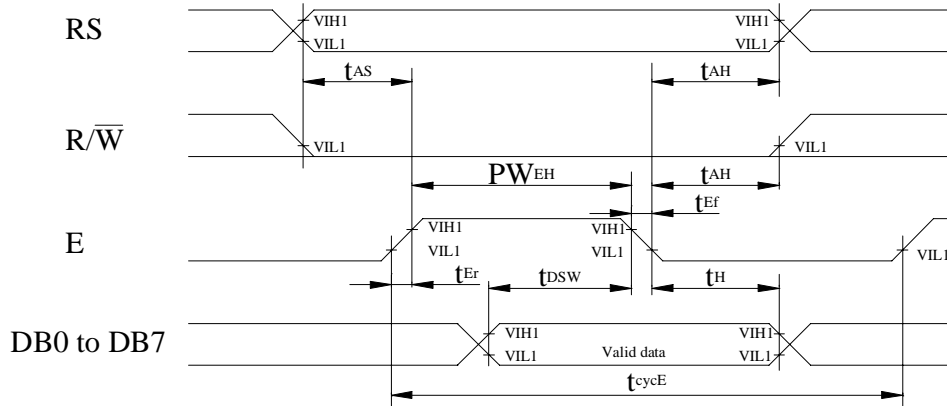 RS
VIH1
VIL1
VIH1
VIL1
tAS
tAH
R/W̅
VIL1
VIL1
PWEH
tAH
tEf
E
VIH1
VIL1
VIH1
VIL1
VIL1
tEr
tDSW
tH
DB0 to DB7
VIH1
VIL1
Valid data
VIH1
VIL1
tcycE